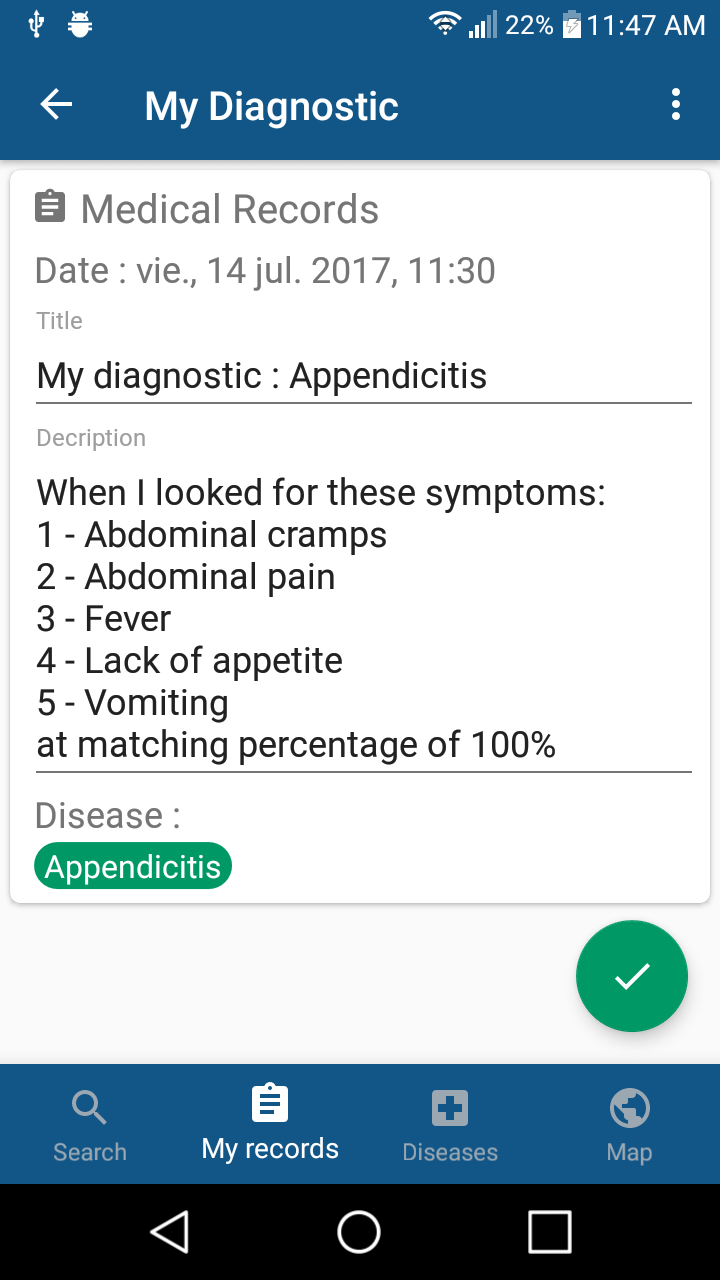 22% 11:47 AM
My Diagnostic
Medical Records
Date : vie., 14 jul. 2017, 11:30
Title
My diagnostic : Appendicitis
Decription
When I looked for these symptoms:
1 - Abdominal cramps
2 - Abdominal pain
3 - Fever
4 - Lack of appetite
5 - Vomiting
at matching percentage of 100%
Disease :
Appendicitis
Search My records Diseases Map